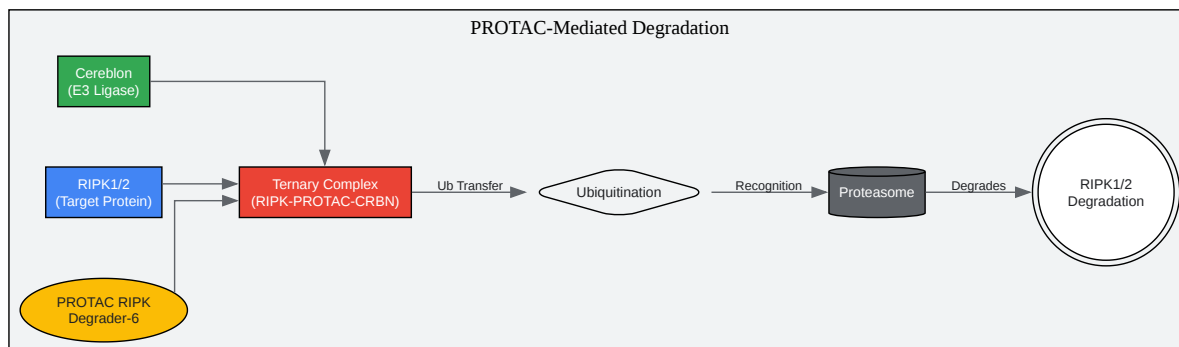 PROTAC-Mediated Degradation
Cereblon
(E3 Ligase)
RIPK1/2
(Target Protein)
PROTAC RIPK
Degrader-6
Ternary Complex
(RIPK-PROTAC-CRBN)
Ub Transfer
Ubiquitination
Recognition
Proteasome
Degrades
RIPK1/2
Degradation